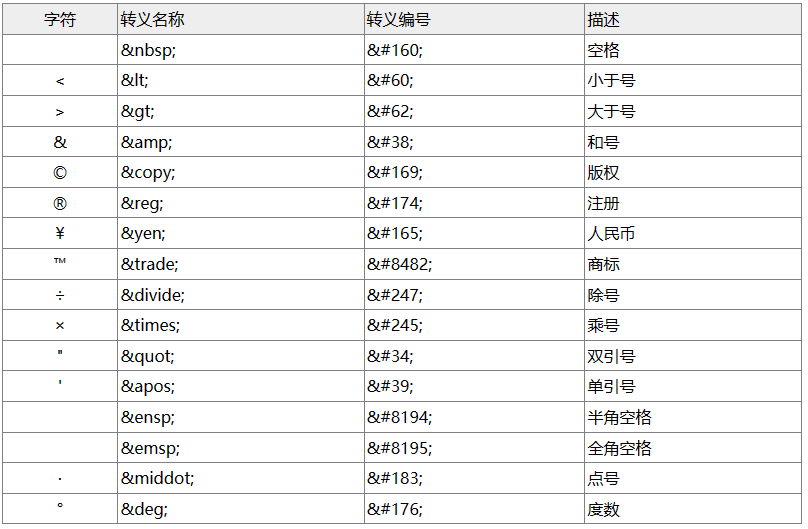 字符 转义名称 转义编号 描述
&nbsp; &#160; 空格
< &lt; &#60; 小于号
> &gt; &#62; 大于号
& &amp; &#38; 和号
© &copy; &#169; 版权
® &reg; &#174; 注册
¥ &yen; &#165; 人民币
™ &trade; &#8482; 商标
÷ &divide; &#247; 除号
× &times; &#245; 乘号
" &quot; &#34; 双引号
' &apos; &#39; 单引号
&ensp; &#8194; 半角空格
&emsp; &#8195; 全角空格
· &middot; &#183; 点号
° &deg; &#176; 度数